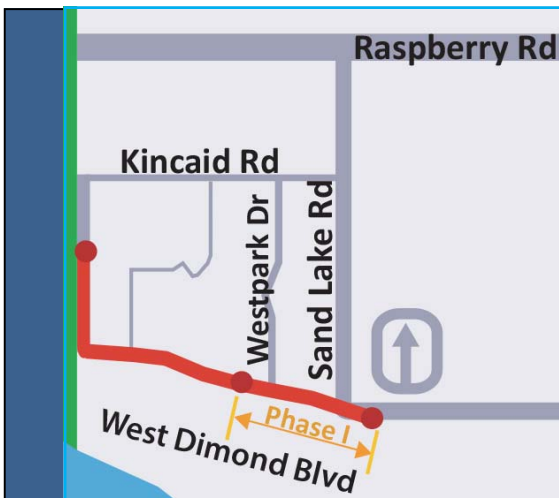 Raspberry Rd
Kincaid Rd
Westpark Dr
Sand Lake Rd
Phase I
West Dimond Blvd